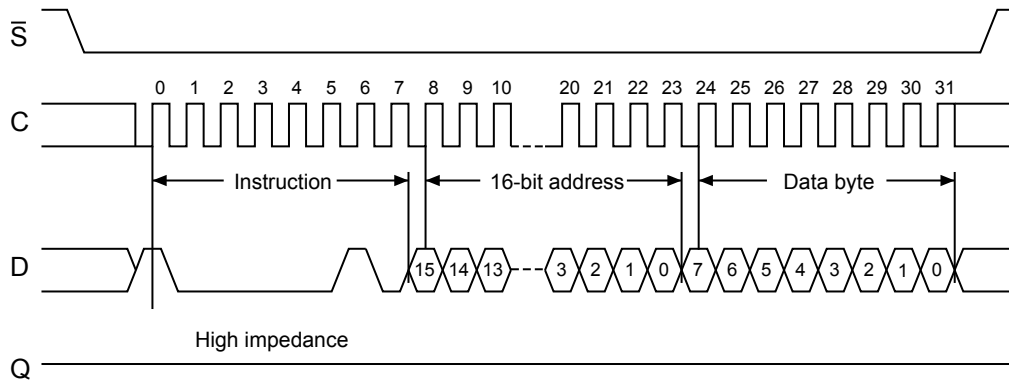 S̅
0 1 2 3 4 5 6 7 8 9 10 20 21 22 23 24 25 26 27 28 29 30 31
C
Instruction 16-bit address Data byte
D 15 14 13 3 2 1 0 7 6 5 4 3 2 1 0
High impedance
Q